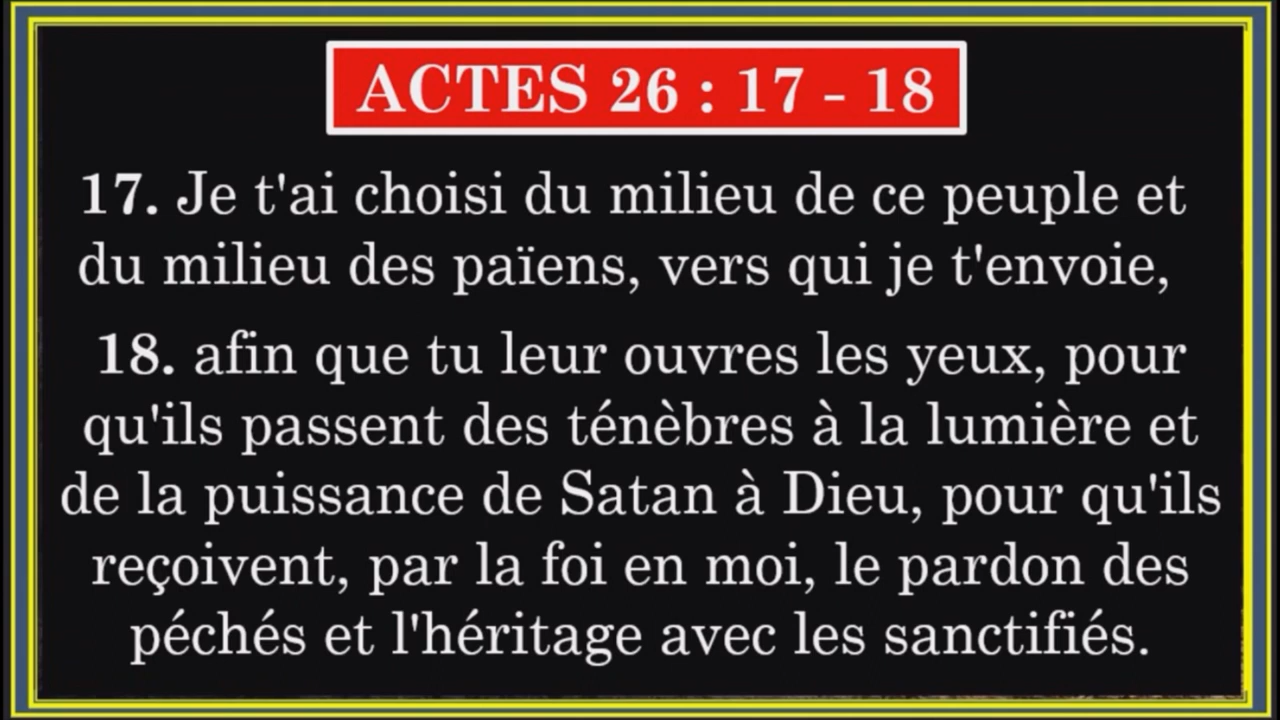 ACTES 26 : 17 - 18
17. Je t'ai choisi du milieu de ce peuple et
du milieu des païens, vers qui je t'envoie,
18. afin que tu leur ouvres les yeux, pour
qu'ils passent des ténèbres à la lumière et
de la puissance de Satan à Dieu, pour qu'ils
reçoivent, par la foi en moi, le pardon des
péchés et l'héritage avec les sanctifiés.